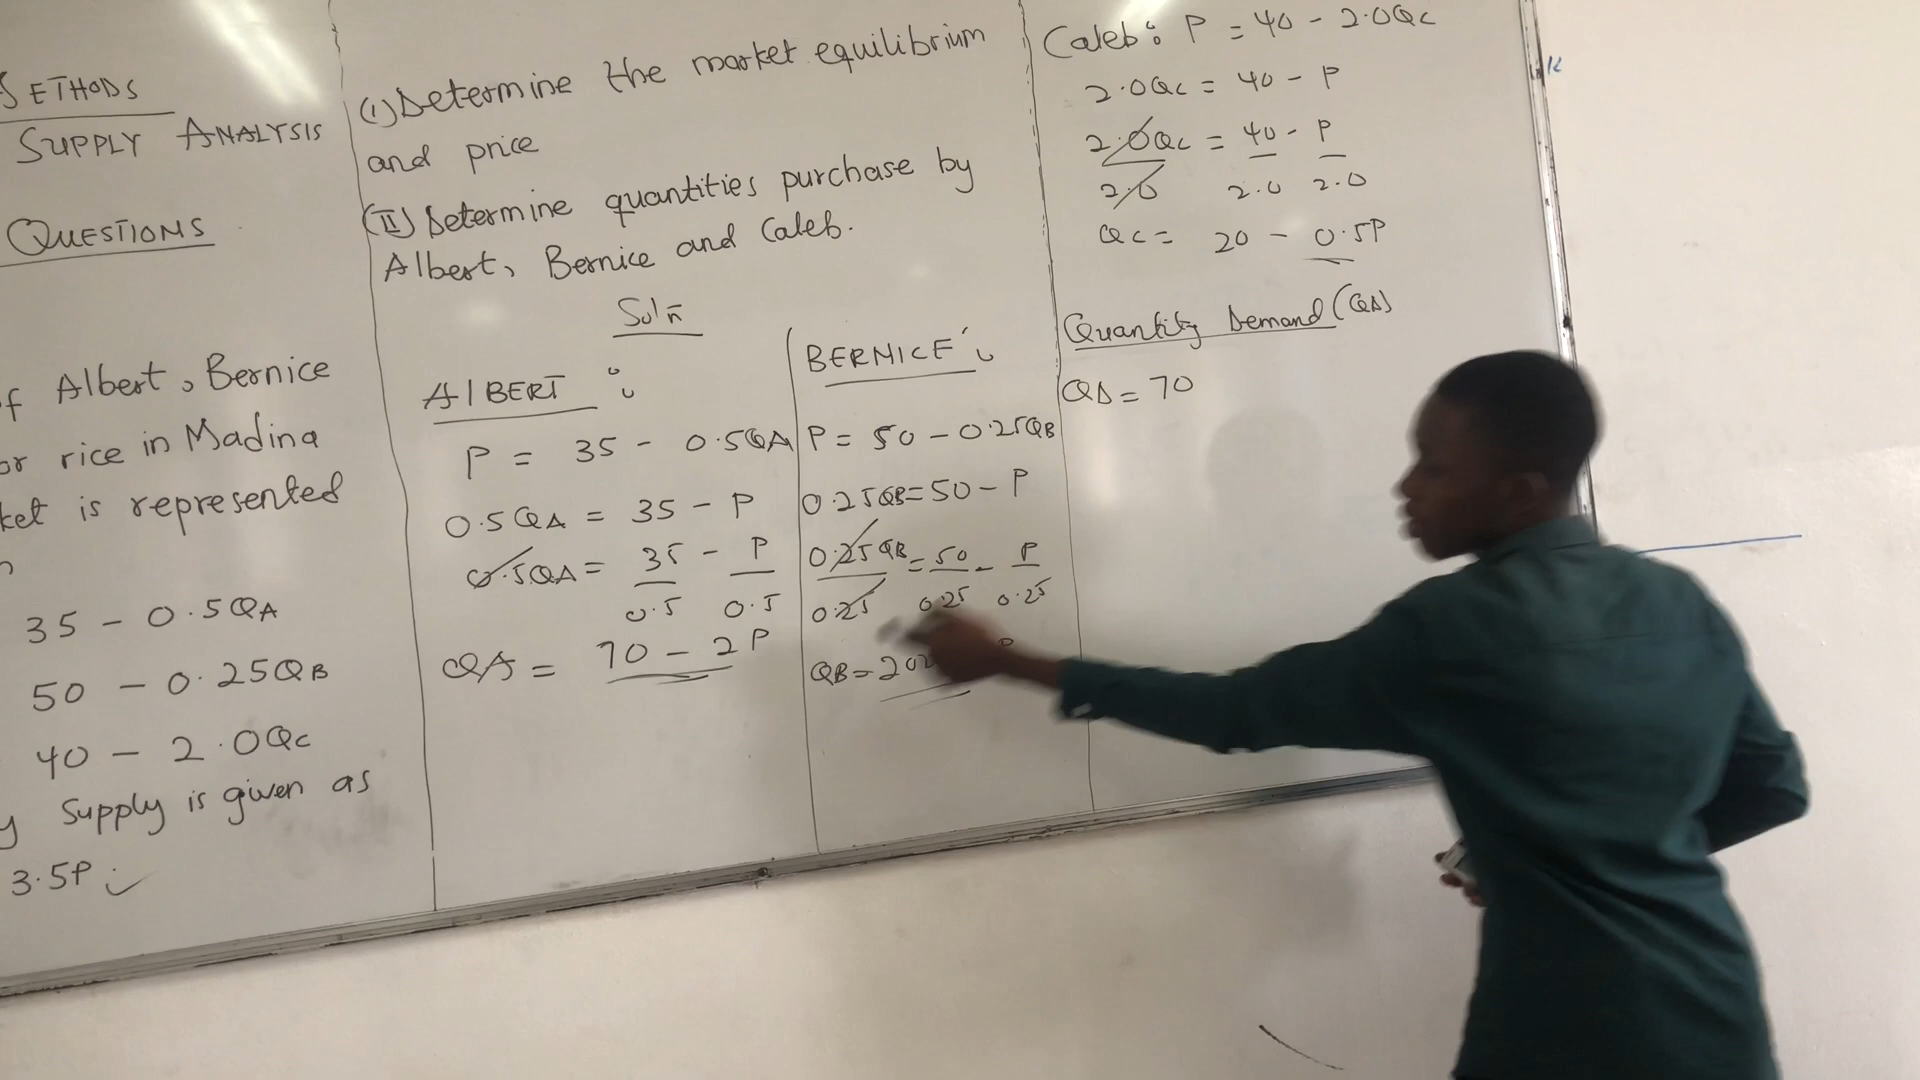 ETHODS
SUPPLY ANALYSIS
QUESTIONS
f Albert, Bernice
or rice in Madina
ket is represented
35 - 0.5QA
50 - 0.25QB
40 - 2.0Qc
y Supply is given as
3.5P
(I) Determine the market equilibrium
and price
(II) Determine quantities purchase by
Albert, Bernice and Caleb.
Soln
ALBERT :
P = 35 - 0.5QA
0.5QA = 35 - P
0.5QA = 35 - P
0.5 0.5
QA = 70 - 2P
BERNICE :
P = 50 - 0.25QB
0.25QB = 50 - P
0.25QB = 50 - P
0.25 0.25 0.25
QB = 20
Caleb: P = 40 - 2.0Qc
2.0Qc = 40 - P
2.0Qc = 40 - P
2.0 2.0 2.0
Qc = 20 - 0.5P
Quantity Demand (QD)
QD = 70